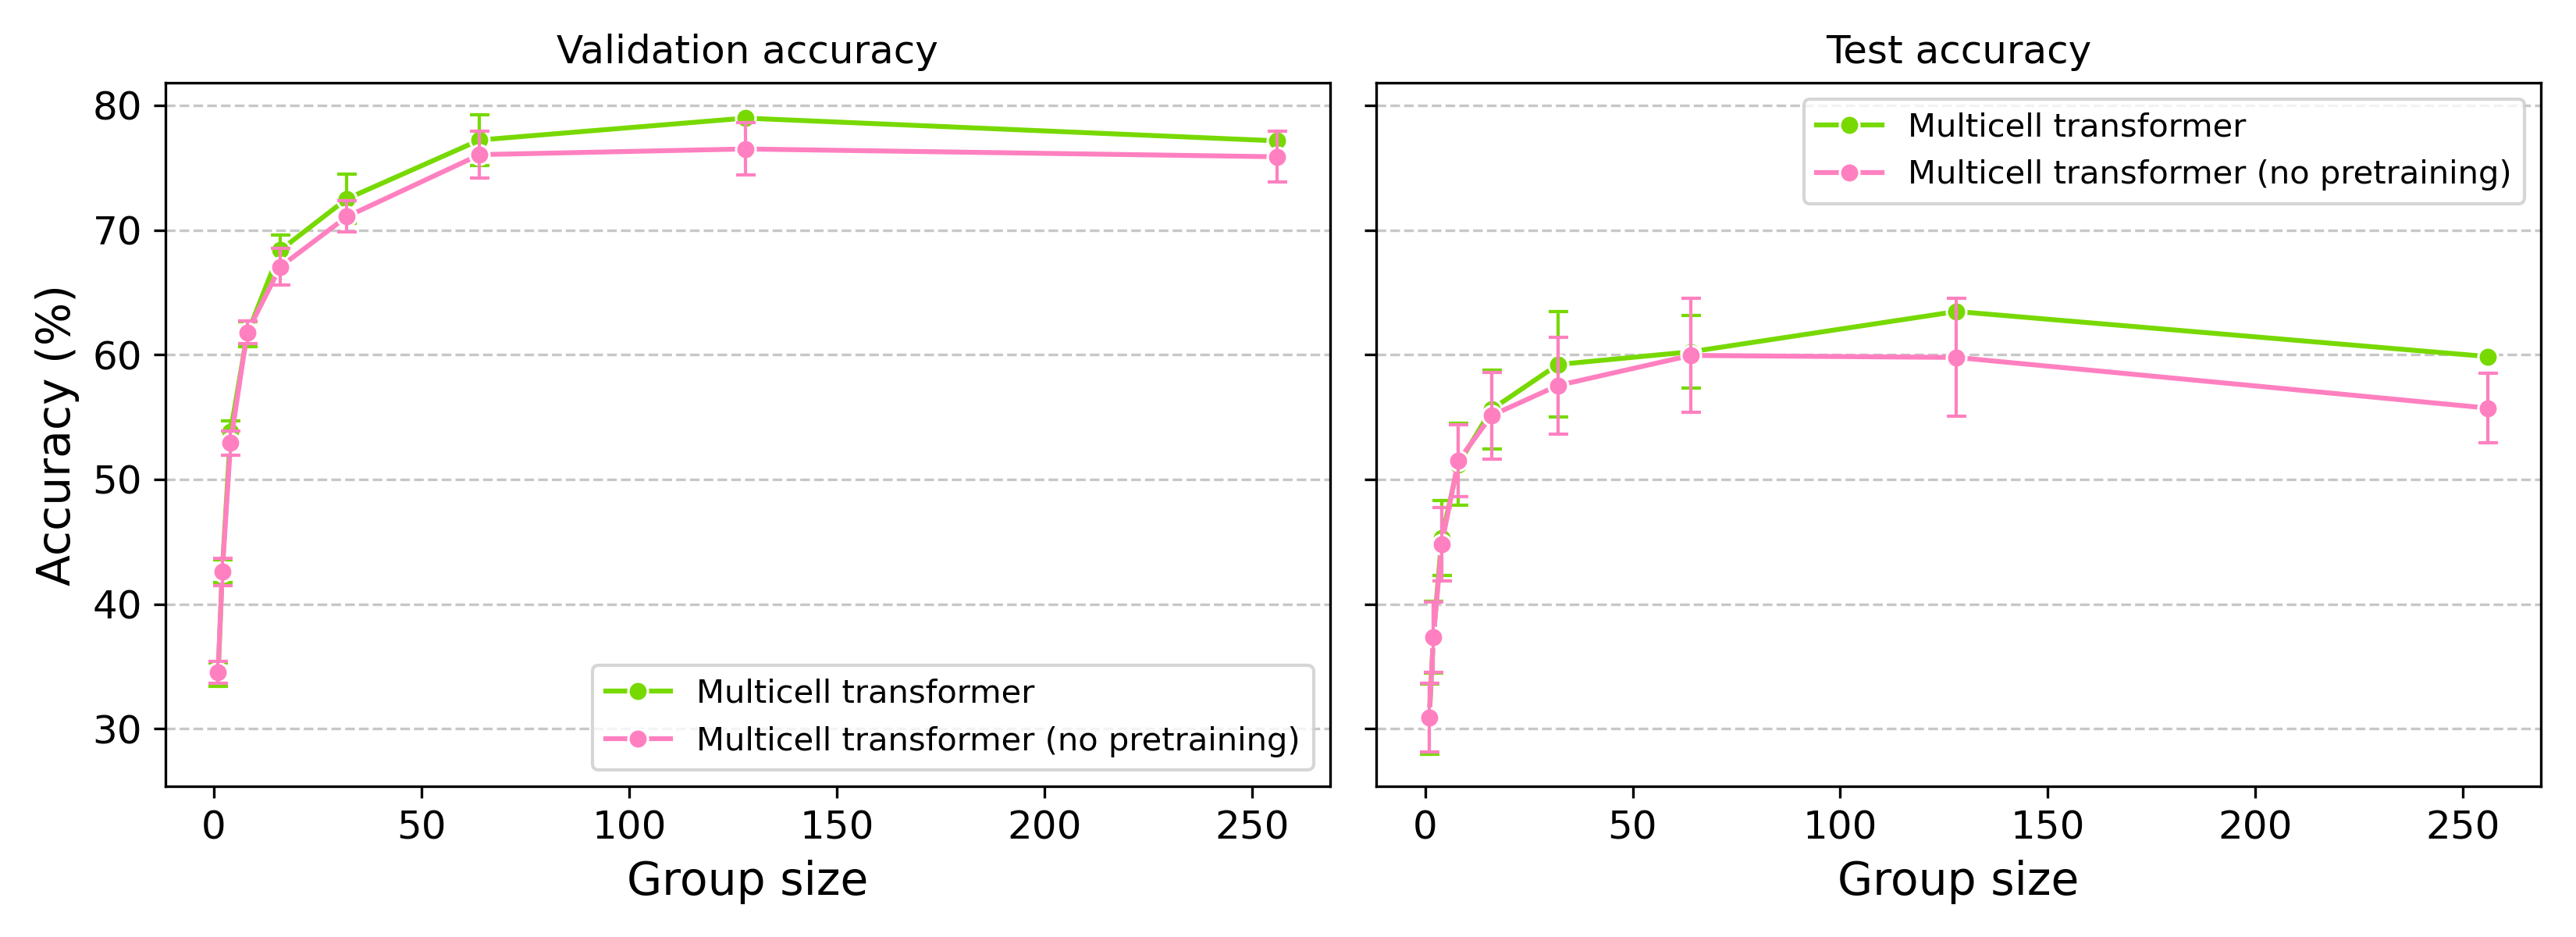 Validation accuracy
Accuracy (%)
80
70
60
50
40
30
0 50 100 150 200 250
Group size
Multicell transformer
Multicell transformer (no pretraining)
Test accuracy
Multicell transformer
Multicell transformer (no pretraining)
0 50 100 150 200 250
Group size